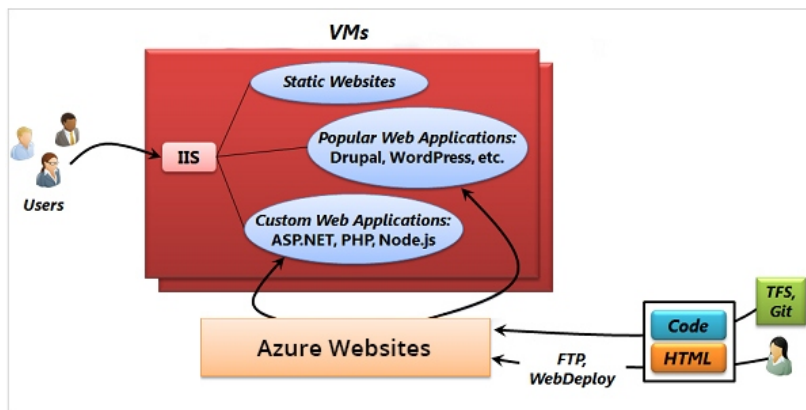 VMs
Static Websites
Popular Web Applications:
Drupal, WordPress, etc.
IIS
Users
Custom Web Applications:
ASP.NET, PHP, Node.js
Azure Websites
FTP,
WebDeploy
Code
HTML
TFS,
Git